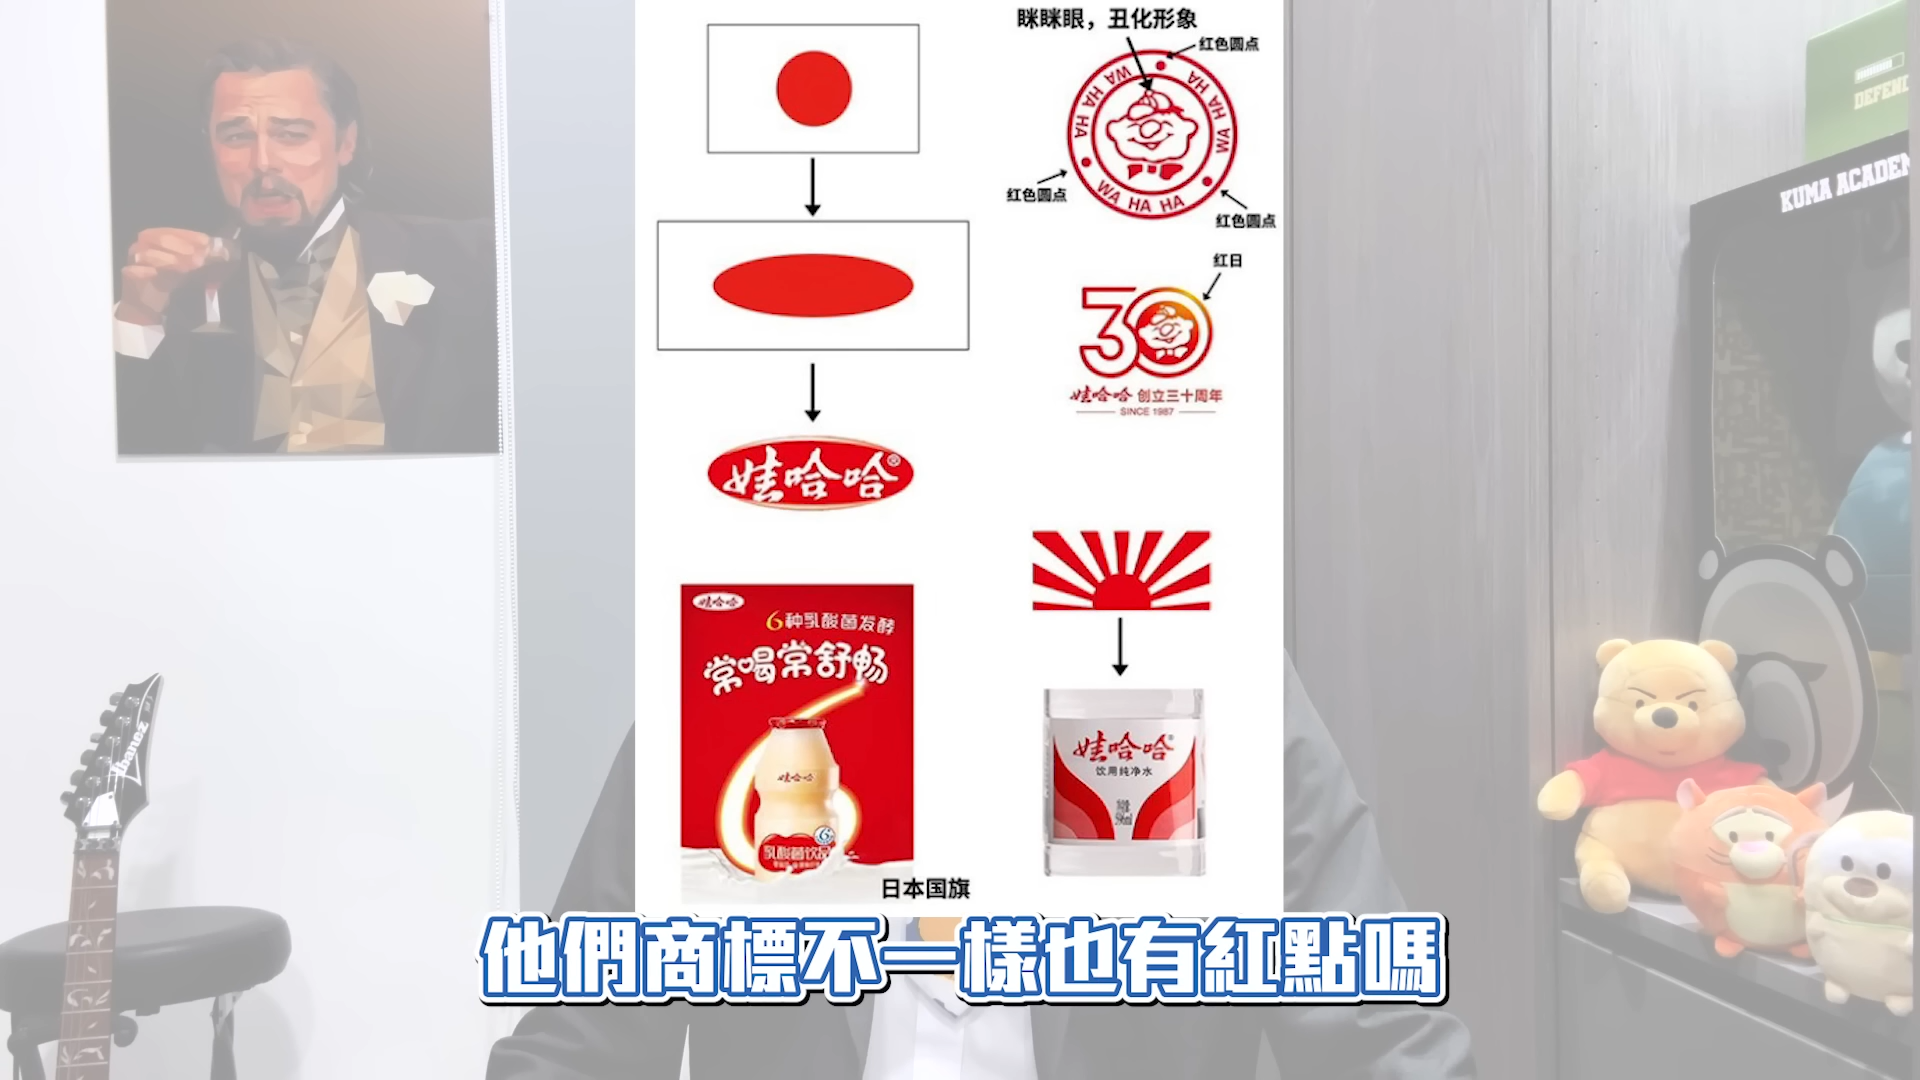 眯眯眼，丑化形象
红色圆点
WA HA HA
WA HA HA
WA HA HA
红色圆点
红色圆点
红日
30
娃哈哈 创立三十周年
SINCE 1987
娃哈哈®
娃哈哈
6种乳酸菌发酵
常喝常舒畅
娃哈哈
乳酸菌饮品
日本国旗
娃哈哈®
饮用纯净水
596ml
DEFEN
KUMA ACADEM
Ibanez
他們商標不一樣也有紅點嗎